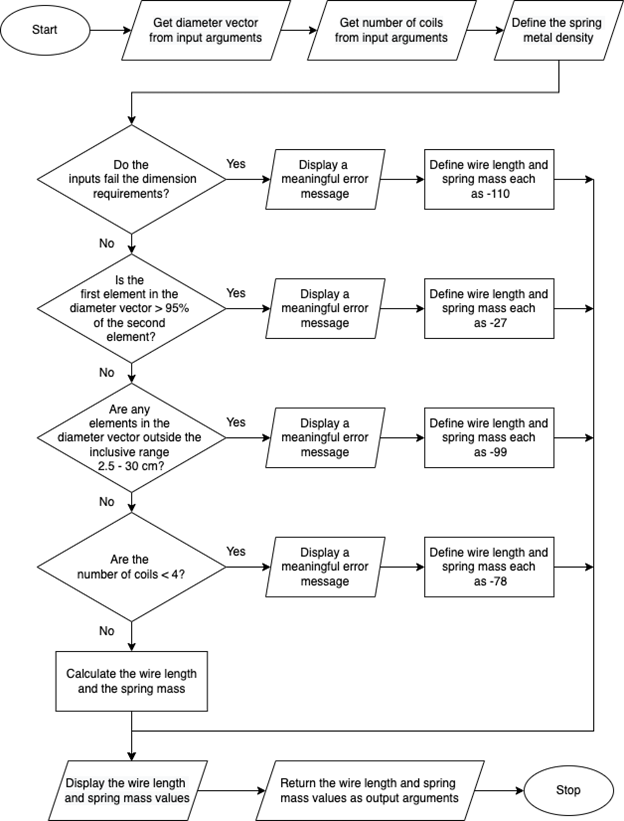 Start
Get diameter vector
from input arguments
Get number of coils
from input arguments
Define the spring
metal density
Do the
inputs fail the dimension
requirements?
Yes
Display a
meaningful error
message
Define wire length and
spring mass each
as -110
No
Is the
first element in the
diameter vector > 95%
of the second
element?
Yes
Display a
meaningful error
message
Define wire length and
spring mass each
as -27
No
Are any
elements in the
diameter vector outside the
inclusive range
2.5 - 30 cm?
Yes
Display a
meaningful error
message
Define wire length and
spring mass each
as -99
No
Are the
number of coils < 4?
Yes
Display a
meaningful error
message
Define wire length and
spring mass each
as -78
No
Calculate the wire length
and the spring mass
Display the wire length
and spring mass values
Return the wire length and spring
mass values as output arguments
Stop